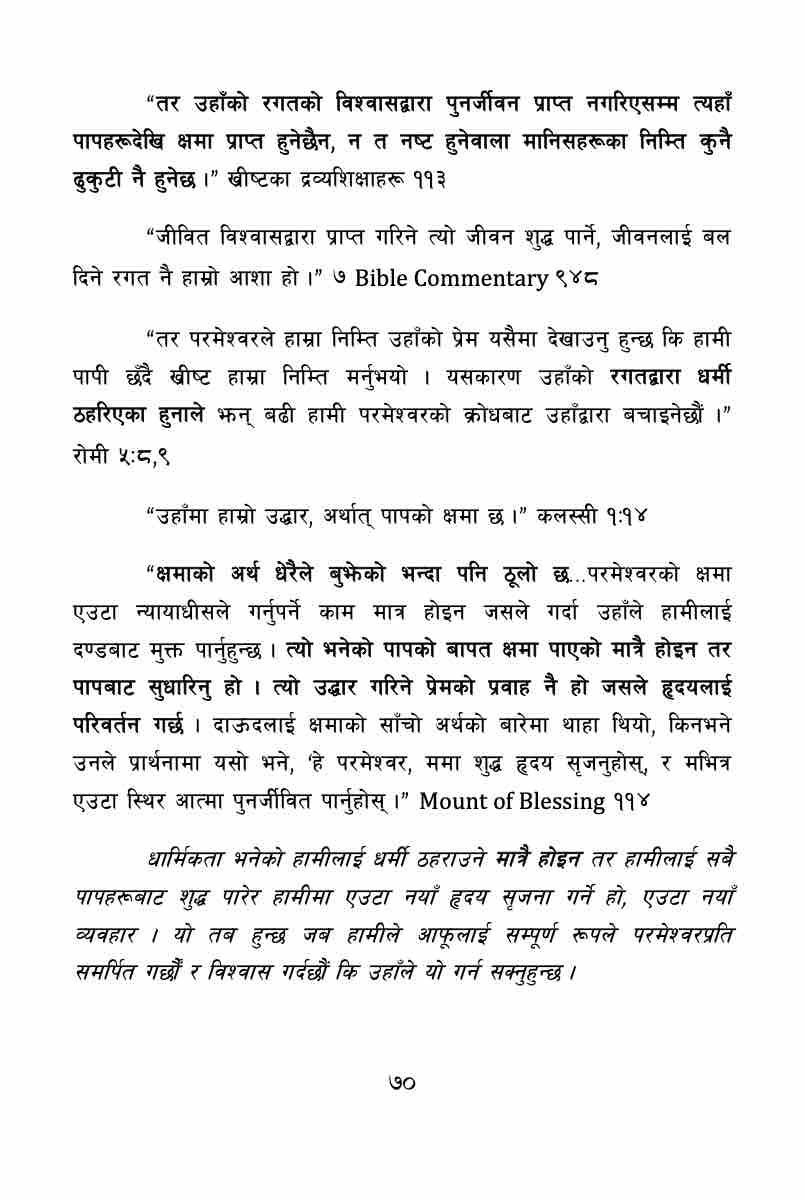 “तर उहाँको रगतको विश्वासद्वारा पुनर्जीवन प्राप्त नगरिएसम्म त्यहाँ
पापहरूदेखि क्षमा प्राप्त हुनेछैन, न त नष्ट हुनेवाला मानिसहरूका निम्ति कुनै
ढुकुटी नै हुनेछ ।” ख्रीष्टका द्रव्यशिक्षाहरू ११३
“जीवित विश्वासद्वारा प्राप्त गरिने त्यो जीवन शुद्ध पार्ने, जीवनलाई बल
दिने रगत नै हाम्रो आशा हो ।” ७ Bible Commentary ९४८
“तर परमेश्वरले हाम्रा निम्ति उहाँको प्रेम यसैमा देखाउनु हुन्छ कि हामी
पापी छँदै ख्रीष्ट हाम्रा निम्ति मर्नुभयो । यसकारण उहाँको रगतद्वारा धर्मी
ठहरिएका हुनाले झन् बढी हामी परमेश्वरको क्रोधबाट उहाँद्वारा बचाइनेछौं ।”
रोमी ५:८,९
“उहाँमा हाम्रो उद्धार, अर्थात् पापको क्षमा छ ।” कलस्सी १:१४
“क्षमाको अर्थ धेरैले बुझेको भन्दा पनि ठूलो छ...परमेश्वरको क्षमा
एउटा न्यायाधीसले गर्नुपर्ने काम मात्र होइन जसले गर्दा उहाँले हामीलाई
दण्डबाट मुक्त पार्नुहुन्छ । त्यो भनेको पापको बापत क्षमा पाएको मात्रै होइन तर
पापबाट सुधारिनु हो । त्यो उद्धार गरिने प्रेमको प्रवाह नै हो जसले हृदयलाई
परिवर्तन गर्छ । दाऊदलाई क्षमाको साँचो अर्थको बारेमा थाहा थियो, किनभने
उनले प्रार्थनामा यसो भने, ‘हे परमेश्वर, ममा शुद्ध हृदय सृजनुहोस्, र मभित्र
एउटा स्थिर आत्मा पुनर्जीवित पार्नुहोस् ।” Mount of Blessing ११४
धार्मिकता भनेको हामीलाई धर्मी ठहराउने मात्रै होइन तर हामीलाई सबै
पापहरूबाट शुद्ध पारेर हामीमा एउटा नयाँ हृदय सृजना गर्ने हो, एउटा नयाँ
व्यवहार । यो तब हुन्छ जब हामीले आफूलाई सम्पूर्ण रूपले परमेश्वरप्रति
समर्पित गर्छौं र विश्वास गर्दछौं कि उहाँले यो गर्न सक्नुहुन्छ ।
७०